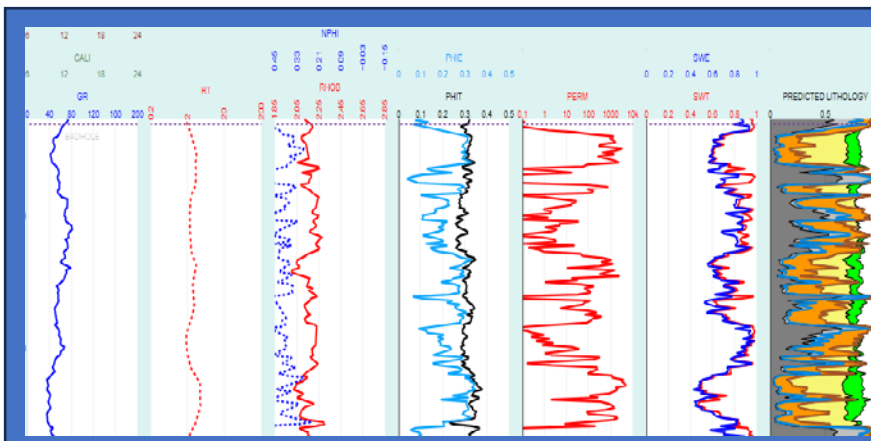 NPHI
6 12 18 24
CALI
PHIE
SWE
6 12 18 24
0.45 0.33 0.21 0.09 -0.03 -0.15
0 0.1 0.2 0.3 0.4 0.5
0 0.2 0.4 0.6 0.8 1
GR
RT
RHOB
PHIT
PERM
SWT
PREDICTED LITHOLOGY
0 40 80 120 160 200
0.2 2 20 200
1.85 2.05 2.25 2.45 2.65 2.85
0 0.1 0.2 0.3 0.4 0.5
0.1 1 10 100 1000 10k
0 0.2 0.4 0.6 0.8 1
0 0.5
BADHOLE